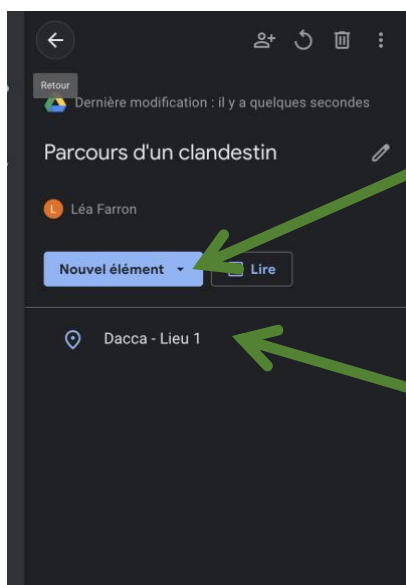 Retour
Dernière modification : il y a quelques secondes
Parcours d'un clandestin
L Léa Farron
Nouvel élément Lire
Dacca - Lieu 1